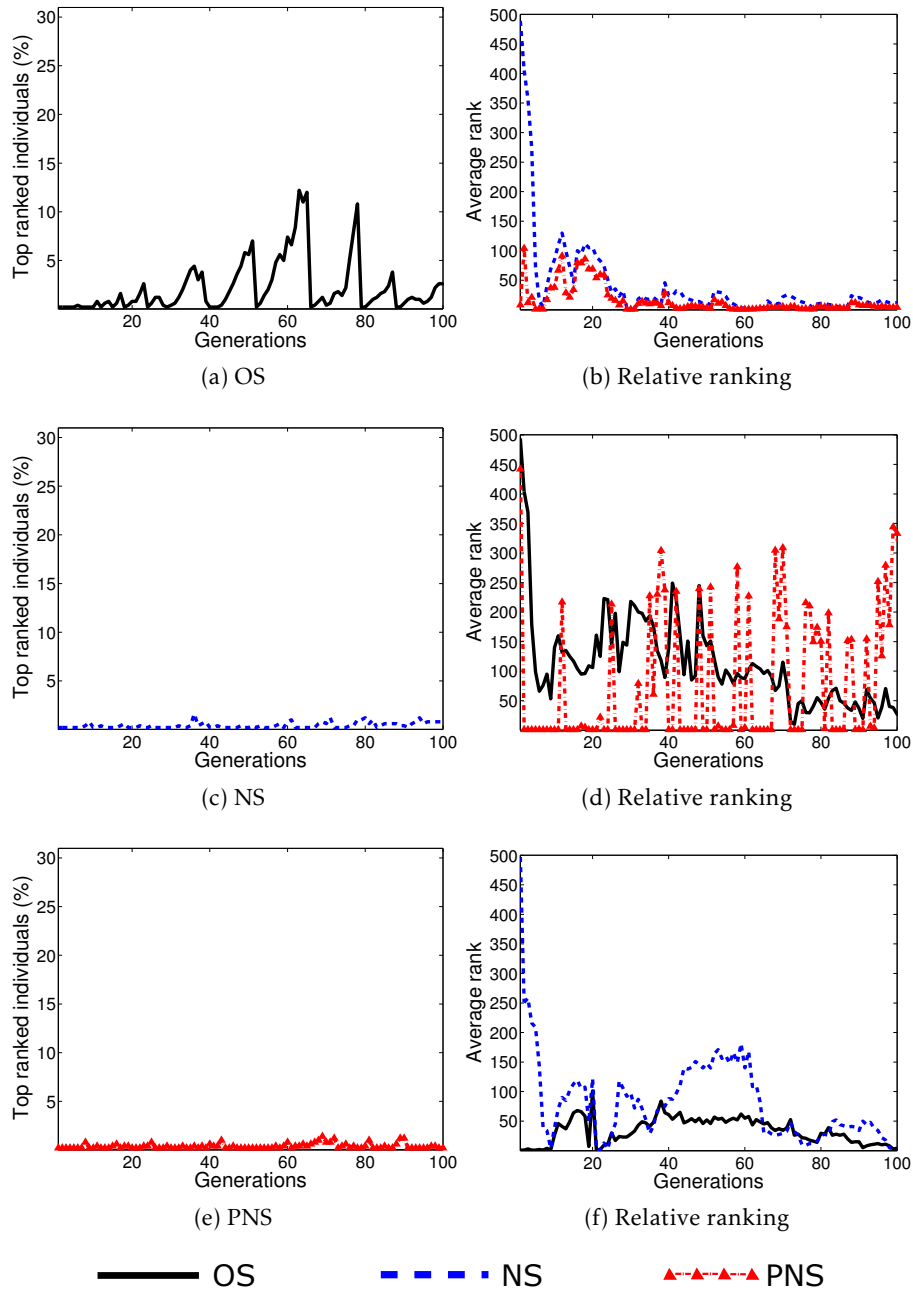 30
25
20
15
10
5
Top ranked individuals (%)
20 40 60 80 100
Generations
(a) OS
500
450
400
350
300
250
200
150
100
50
Average rank
20 40 60 80 100
Generations
(b) Relative ranking
30
25
20
15
10
5
Top ranked individuals (%)
20 40 60 80 100
Generations
(c) NS
500
450
400
350
300
250
200
150
100
50
Average rank
20 40 60 80 100
Generations
(d) Relative ranking
30
25
20
15
10
5
Top ranked individuals (%)
20 40 60 80 100
Generations
(e) PNS
500
450
400
350
300
250
200
150
100
50
Average rank
20 40 60 80 100
Generations
(f) Relative ranking
OS NS PNS